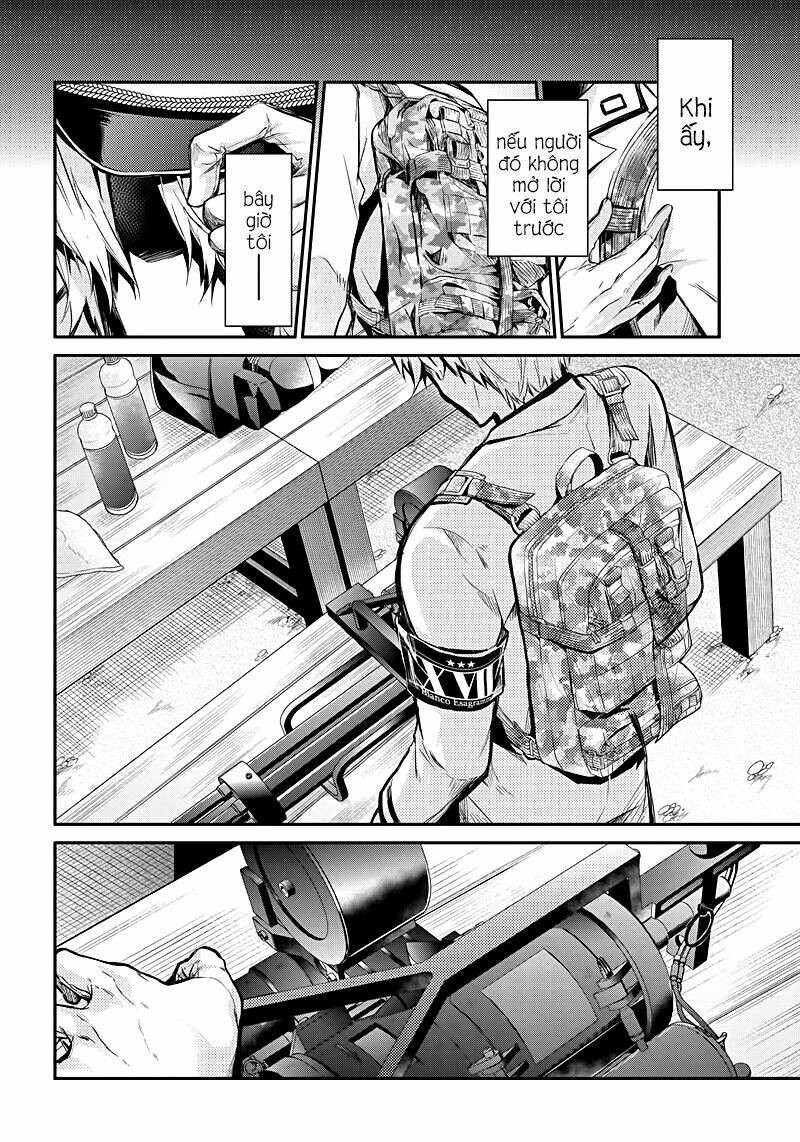 Khi
ấy,
nếu người
đó không
mở lời
với tôi
trước
bây
giờ
tôi
—
XVII
Bianco Esagramma